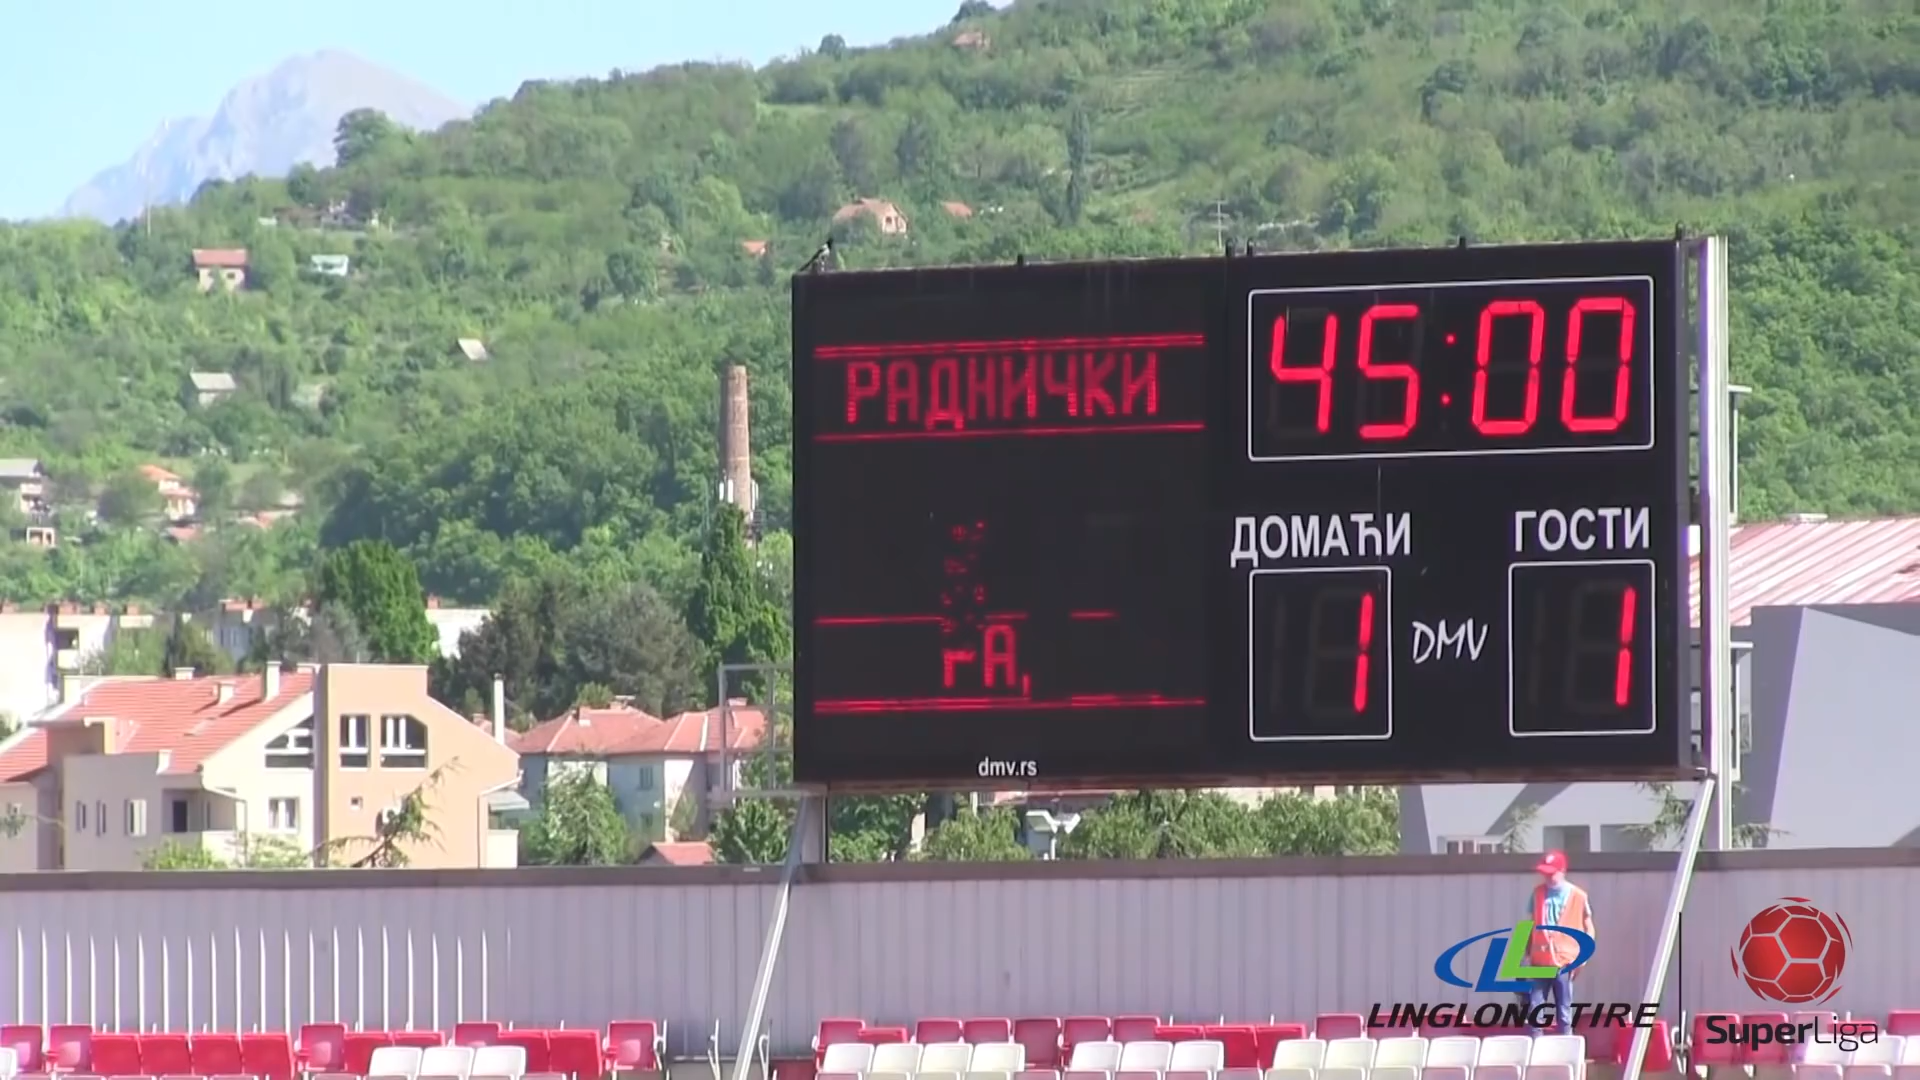 РАДНИЧКИ
45:00
ДОМАЋИ ГОСТИ
1 DMV 1
dmv.rs
LINGLONG TIRE
SuperLiga